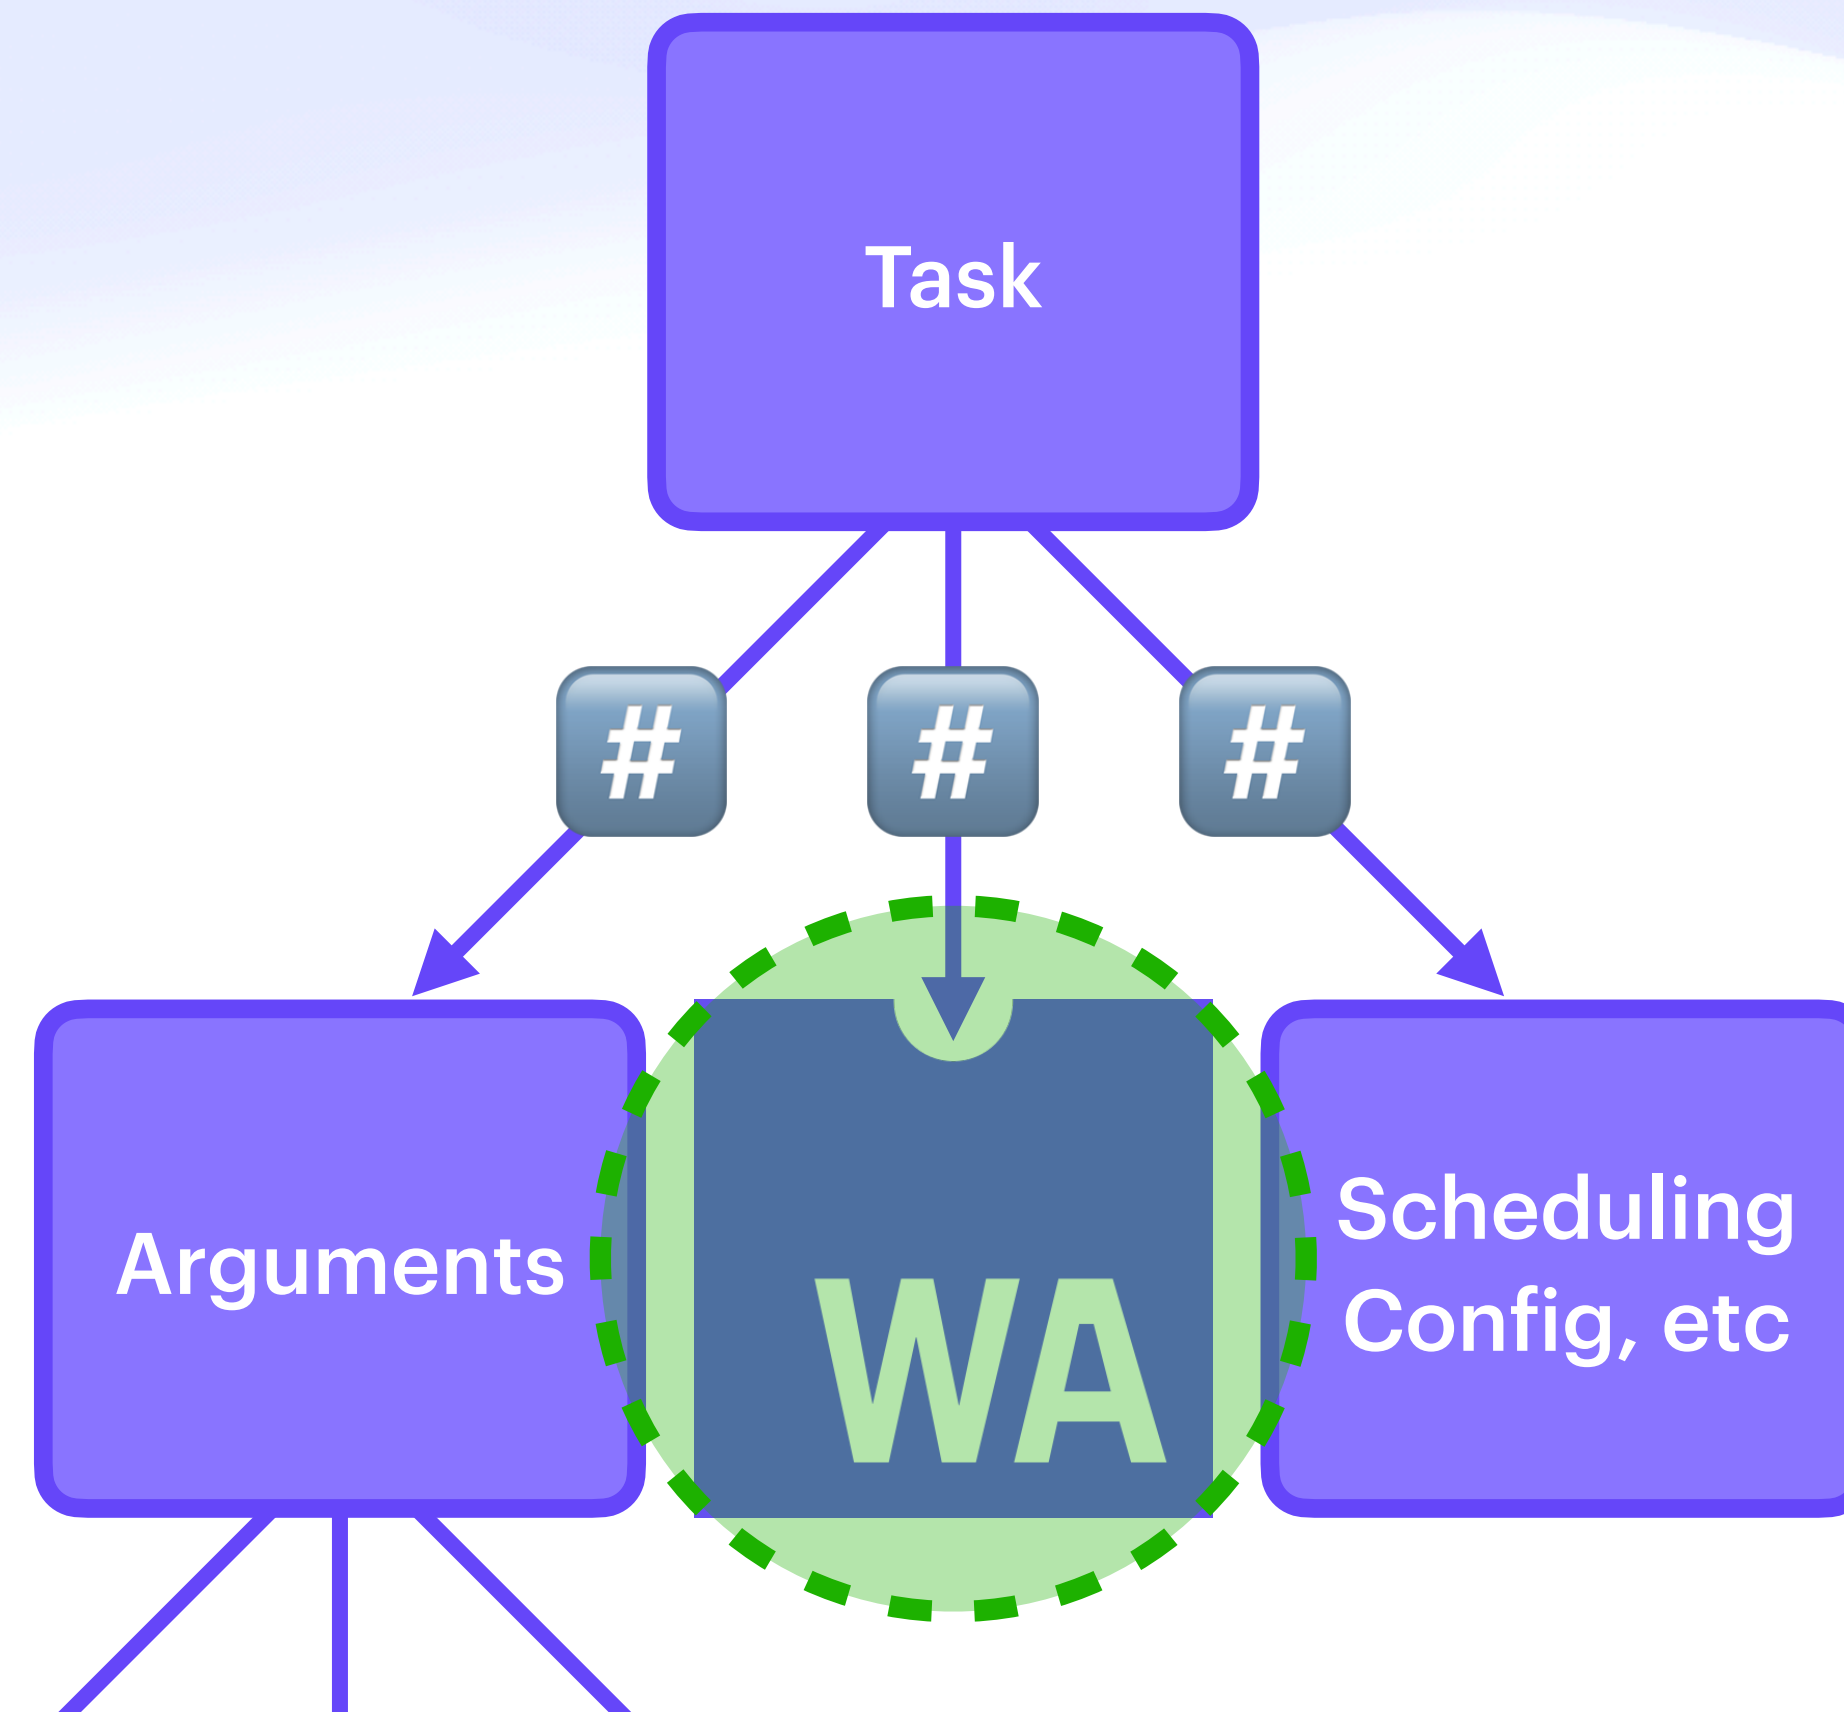 Task
# # #
Arguments
WA
Scheduling
Config, etc